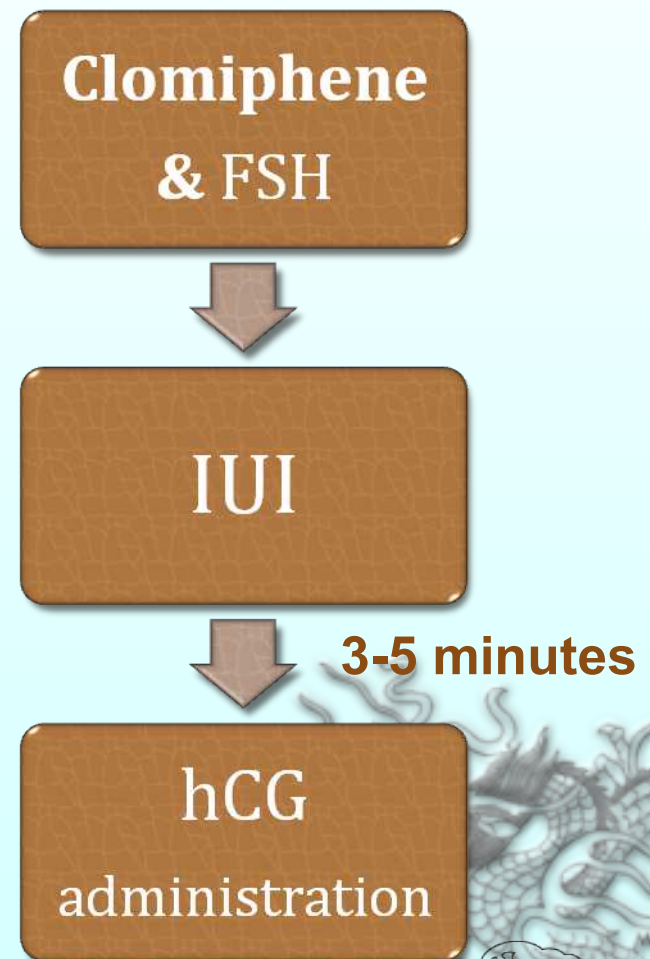 Clomiphene
& FSH
IUI
3-5 minutes
hCG
administration